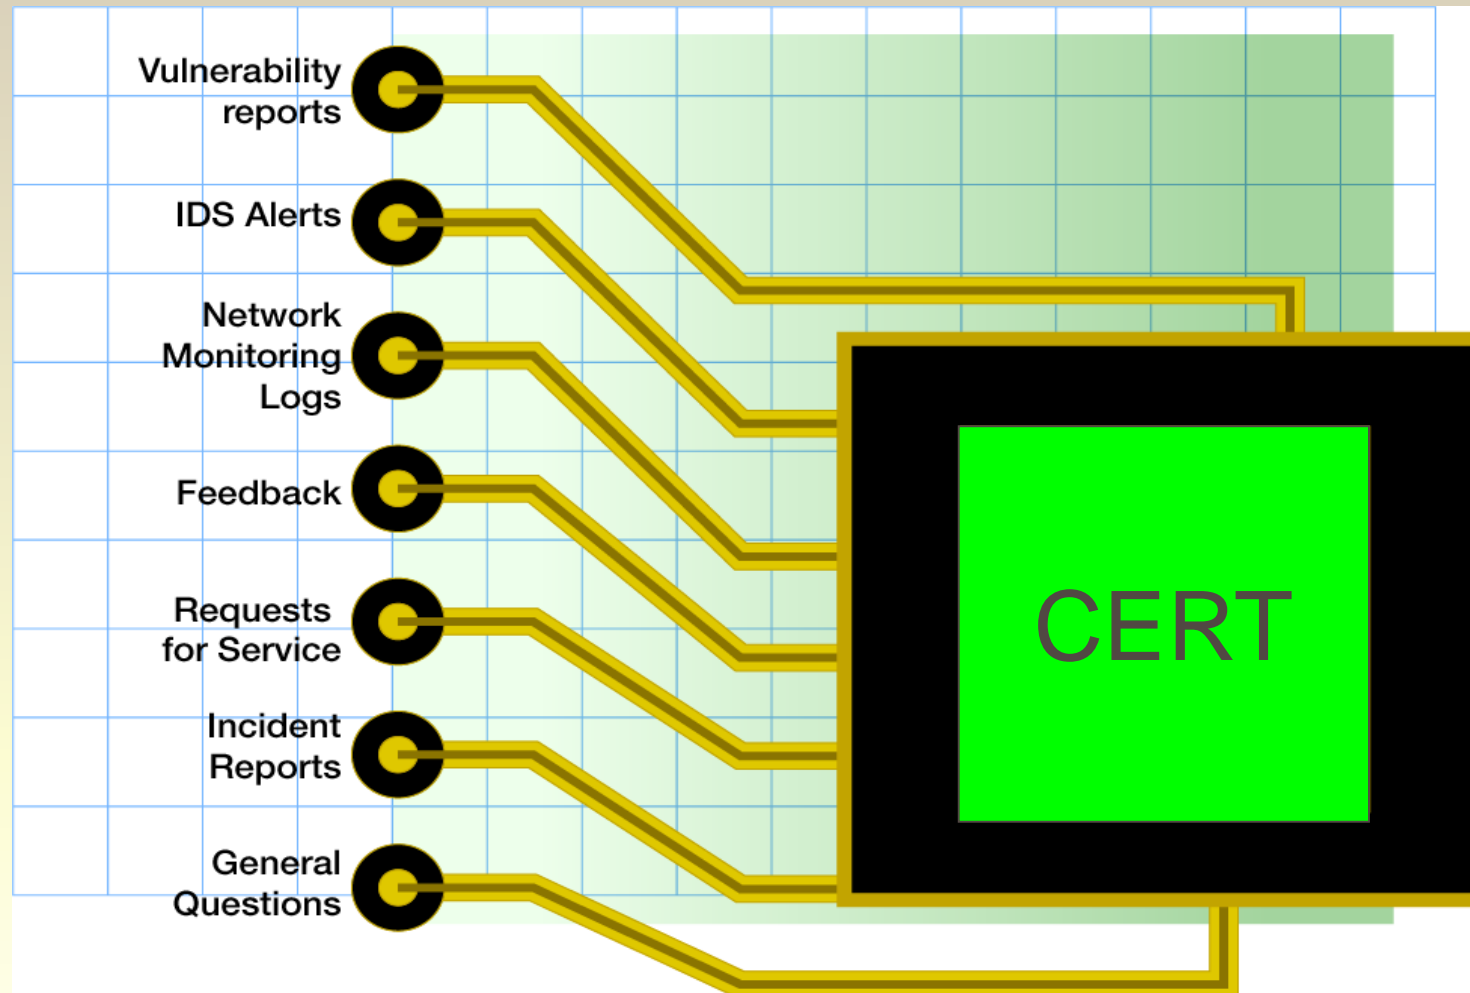 Vulnerability
reports
IDS Alerts
Network
Monitoring
Logs
Feedback
Requests
for Service
Incident
Reports
General
Questions
CERT